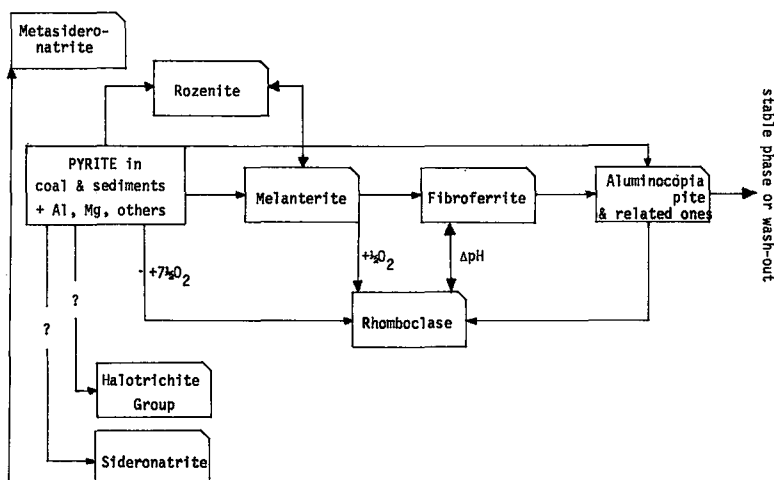 Metasidero-
natrite
Rozenite
PYRITE in
coal & sediments
+ Al, Mg, others
Melanterite
Fibroferrite
Aluminocopia
pite
& related ones
stable phase or wash-out
+7½O₂
+½O₂
ΔpH
?
?
Rhomboclase
Halotrichite
Group
Sideronatrite